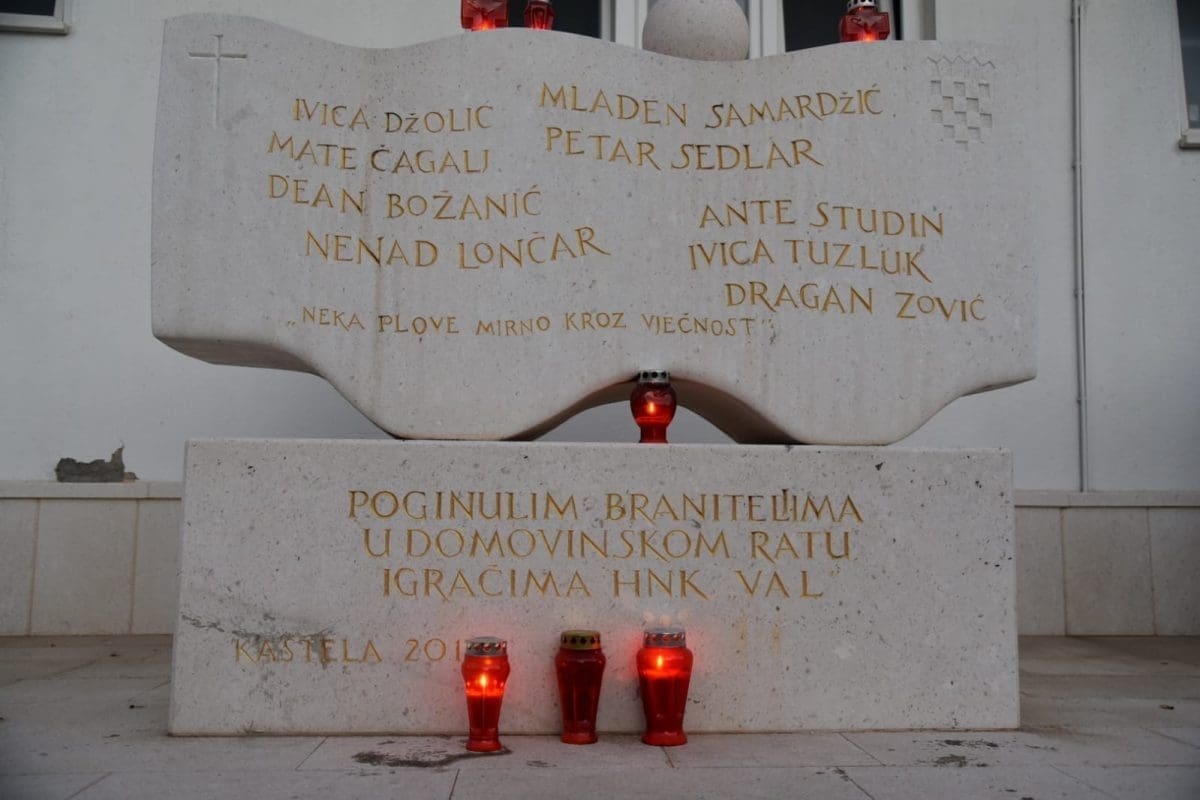 IVICA DŽOLIĆ
MATE ČAGALJ
DEAN BOŽANIĆ
NENAD LONČAR
MLADEN SAMARDŽIĆ
PETAR SEDLAR
ANTE STUDIN
IVICA TUZLUK
DRAGAN ZOVIĆ
„NEKA PLOVE MIRNO KROZ VJEČNOST"
POGINULIM BRANITELJIMA
U DOMOVINSKOM RATU
IGRAČIMA HNK VAL"
KAŠTELA